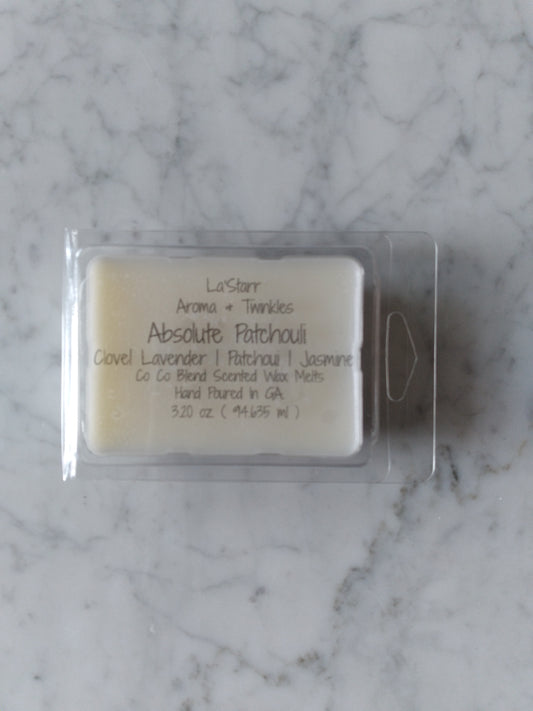 La'Starr
Aroma + Twinkles
Absolute Patchouli
Clove| Lavender | Patchoui | Jasmine
Co Co Blend Scented Wax Melts
Hand Poured In GA
3.20 oz ( 94.635 ml )